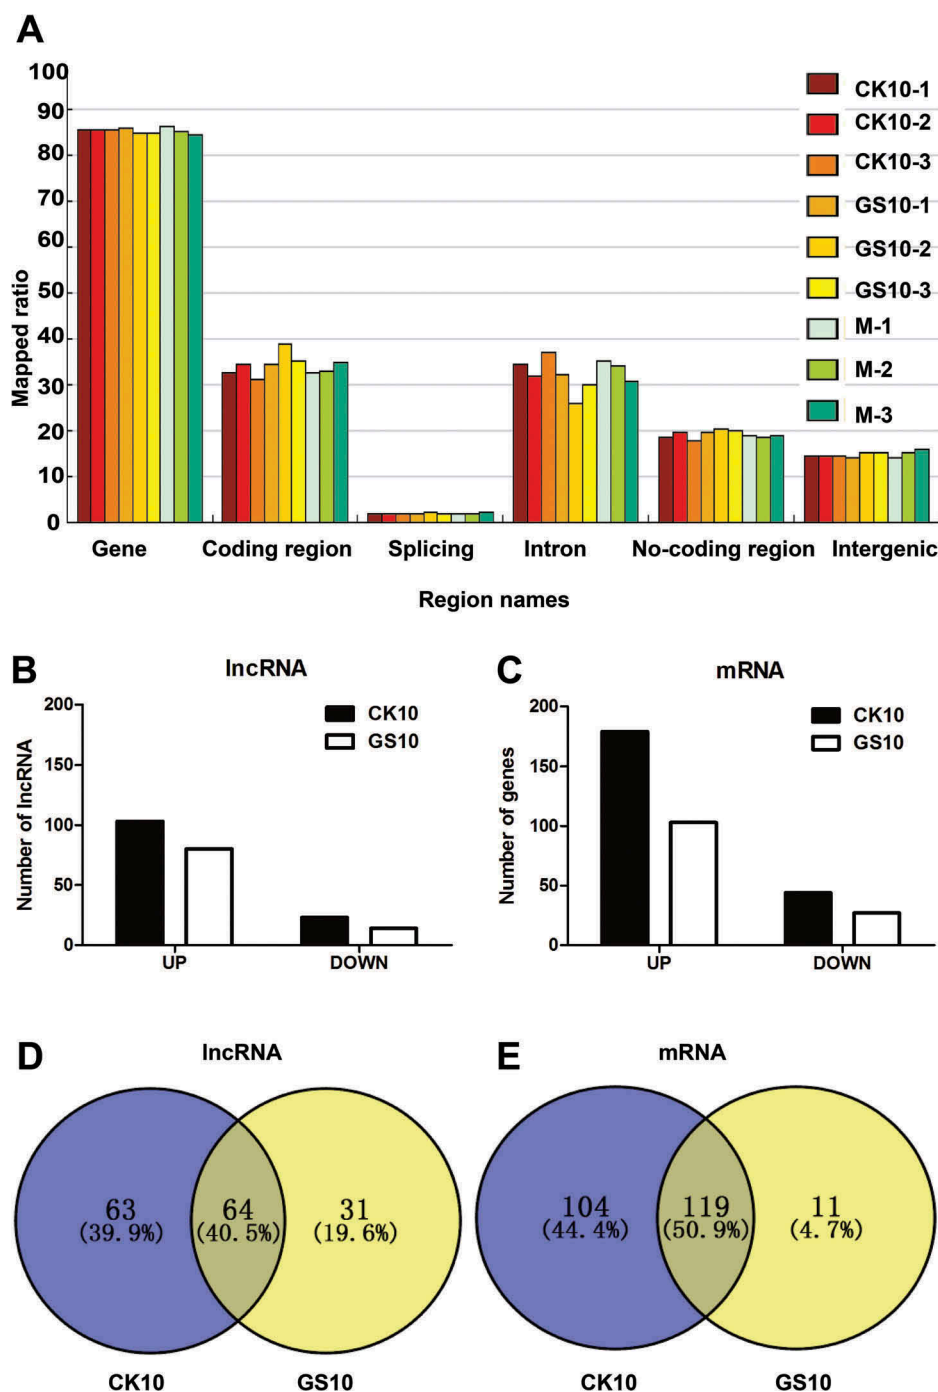 A
100
90
80
70
60
50
40
30
20
10
0
Mapped ratio
CK10-1
CK10-2
CK10-3
GS10-1
GS10-2
GS10-3
M-1
M-2
M-3
Gene Coding region Splicing Intron No-coding region Intergenic
Region names
B
lncRNA
200
150
100
50
0
Number of lncRNA
CK10
GS10
UP DOWN
C
mRNA
200
150
100
50
0
Number of genes
CK10
GS10
UP DOWN
D
lncRNA
63 64 31
(39.9%) (40.5%) (19.6%)
CK10 GS10
E
mRNA
104 119 11
(44.4%) (50.9%) (4.7%)
CK10 GS10